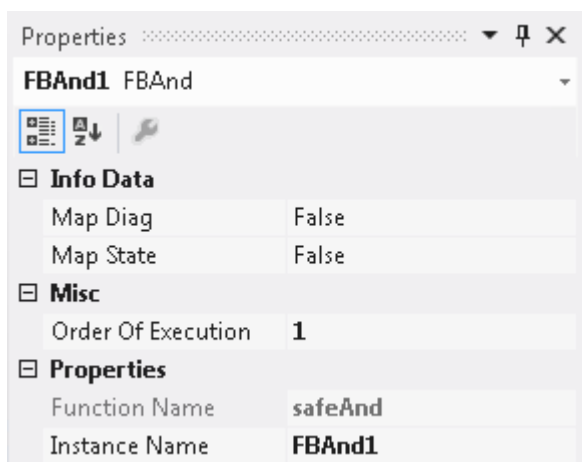 Properties
FBAnd1 FBAnd
Info Data
Map Diag False
Map State False
Misc
Order Of Execution 1
Properties
Function Name safeAnd
Instance Name FBAnd1